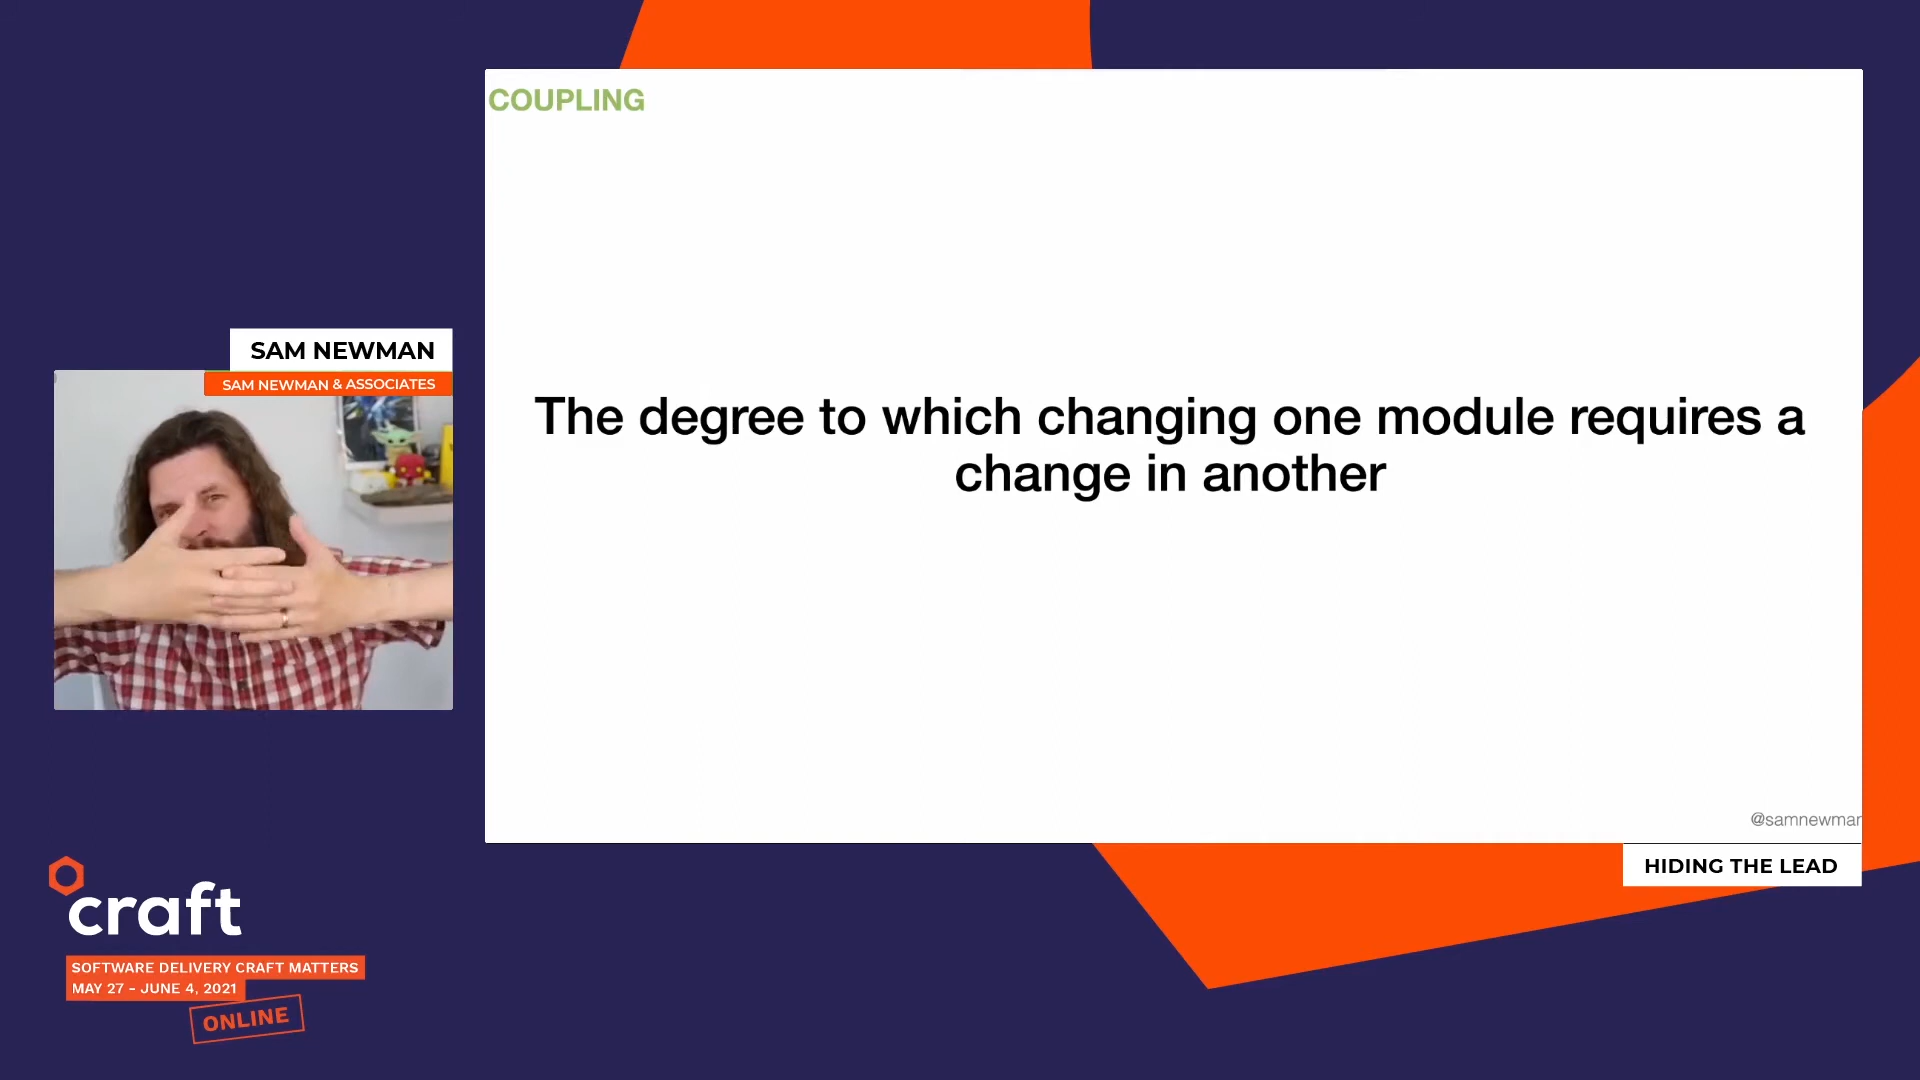 COUPLING
The degree to which changing one module requires a
change in another
@samnewman
HIDING THE LEAD
SAM NEWMAN
SAM NEWMAN & ASSOCIATES
craft
SOFTWARE DELIVERY CRAFT MATTERS
MAY 27 - JUNE 4, 2021
ONLINE